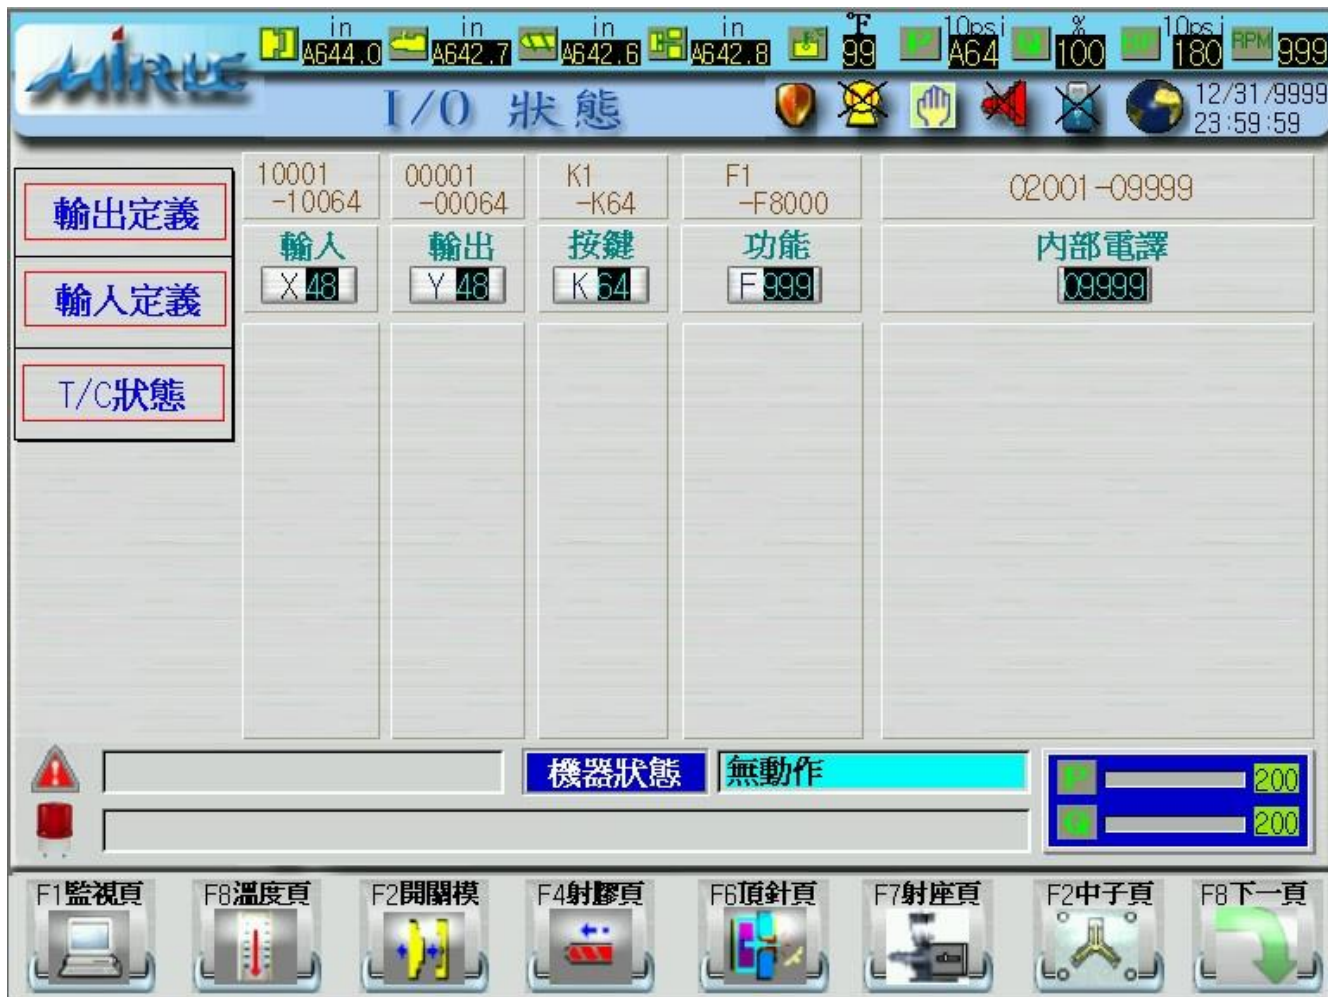 MIRLE
in in in in °F 10psi % 10psi
A644.0 A642.7 A642.6 A642.8 99 P A64 Q 100 180 RPM 999
I/O 狀態
12/31/9999
23:59:59
輸出定義
輸入定義
T/C狀態
10001
-10064
00001
-00064
K1
-K64
F1
-F8000
02001-09999
輸入 輸出 按鍵 功能 內部電譯
X 48 Y 48 K 64 F 999 09999
機器狀態 無動作
P 200
Q 200
F1監視頁 F8溫度頁 F2開關模 F4射膠頁 F6頂針頁 F7射座頁 F2中子頁 F8下一頁